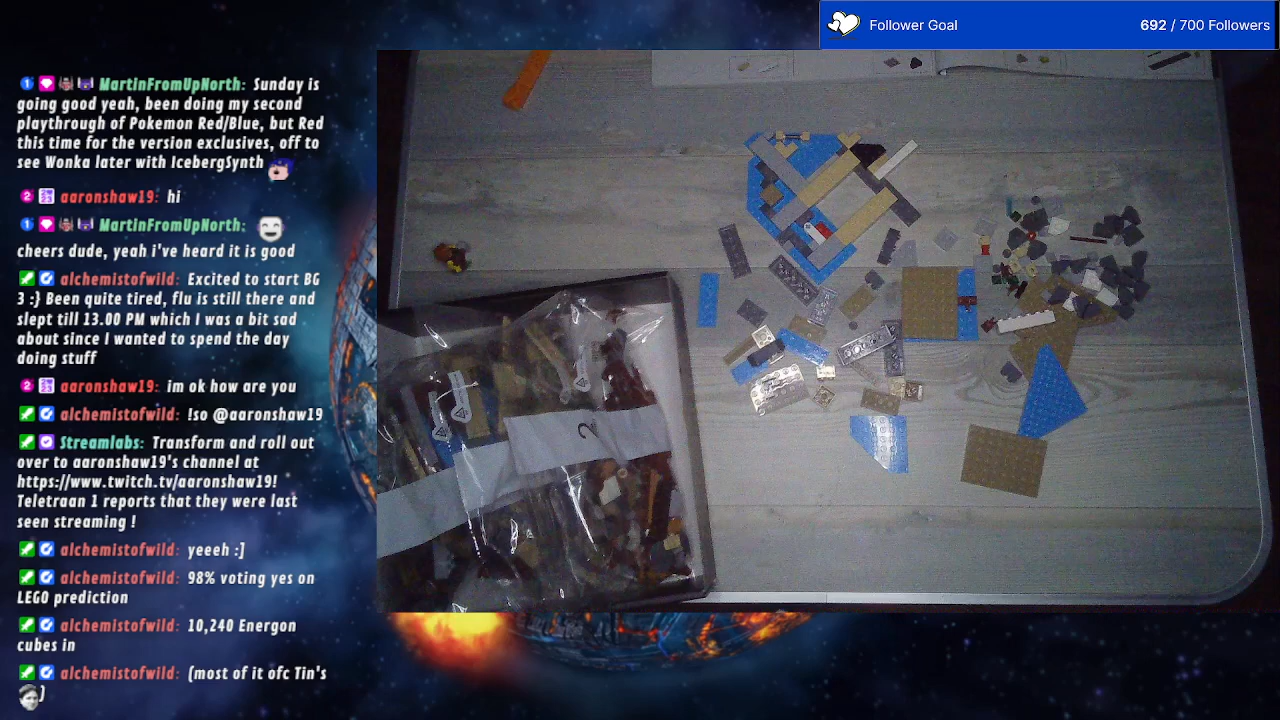 Follower Goal 692 / 700 Followers
MartinFromUpNorth: Sunday is
going good yeah, been doing my second
playthrough of Pokemon Red/Blue, but Red
this time for the version exclusives, off to
see Wonka later with IcebergSynth
2 aaronshaw19: hi
MartinFromUpNorth:
cheers dude, yeah i've heard it is good
alchemistofwild: Excited to start BG
3 :} Been quite tired, flu is still there and
slept till 13.00 PM which I was a bit sad
about since I wanted to spend the day
doing stuff
2 aaronshaw19: im ok how are you
alchemistofwild: !so @aaronshaw19
Streamlabs: Transform and roll out
over to aaronshaw19's channel at
https://www.twitch.tv/aaronshaw19!
Teletraan 1 reports that they were last
seen streaming !
alchemistofwild: yeeeh :]
alchemistofwild: 98% voting yes on
LEGO prediction
alchemistofwild: 10,240 Energon
cubes in
alchemistofwild: (most of it ofc Tin's
)
2